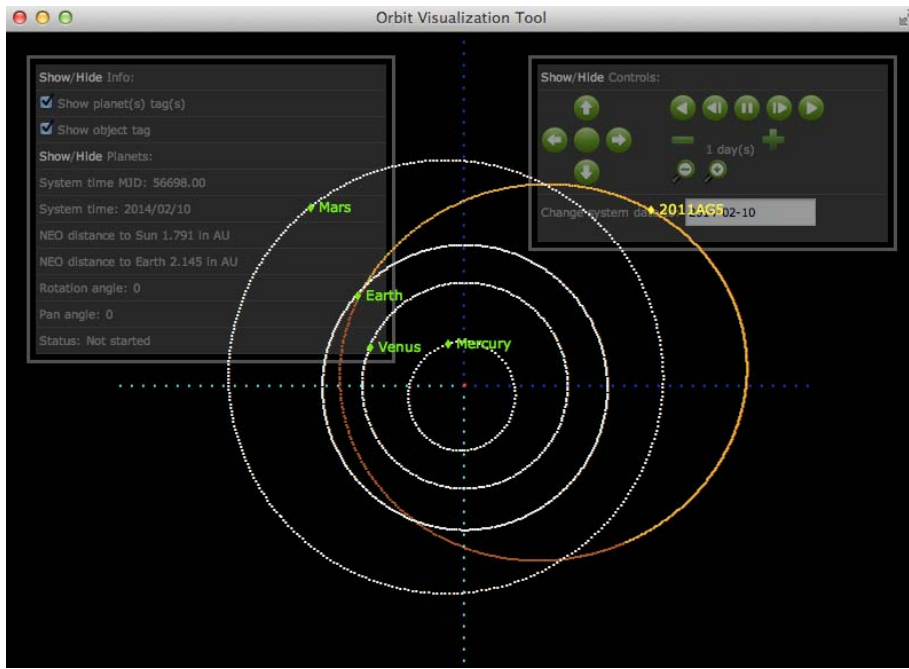 Orbit Visualization Tool
Show/Hide Info:
Show planet(s) tag(s)
Show object tag
Show/Hide Planets:
System time MJD: 56698.00
System time: 2014/02/10
NEO distance to Sun 1.791 in AU
NEO distance to Earth 2.145 in AU
Rotation angle: 0
Pan angle: 0
Status: Not started
Show/Hide Controls:
1 day(s)
Change system
02-10
2011AG5
Mars
Earth
Venus
Mercury